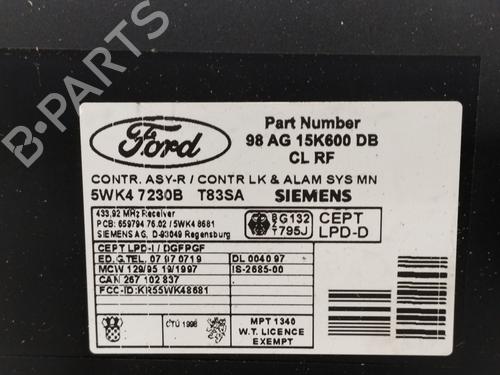 B-PARTS
Ford
Part Number
98 AG 15K600 DB
CL RF
CONTR. ASY-R / CONTR LK & ALAM SYS MN
5WK4 7230B T83SA SIEMENS
433,92 MHz Receiver
PCB: 659794 76.02 / 5WK4 8681
SIEMENS AG, D-93049 Regensburg
BG132
T795J
CEPT
LPD-D
CEPT LPD-I / DGFPGF
ED.G.TEL. 07 97 0719
DL 0040 97
MCW 129/95 19/1997
IS-2685-00
CAN 267 102 837
FCC-ID:KR55WK48681
CTÚ 1998
MPT 1340
W.T. LICENCE
EXEMPT